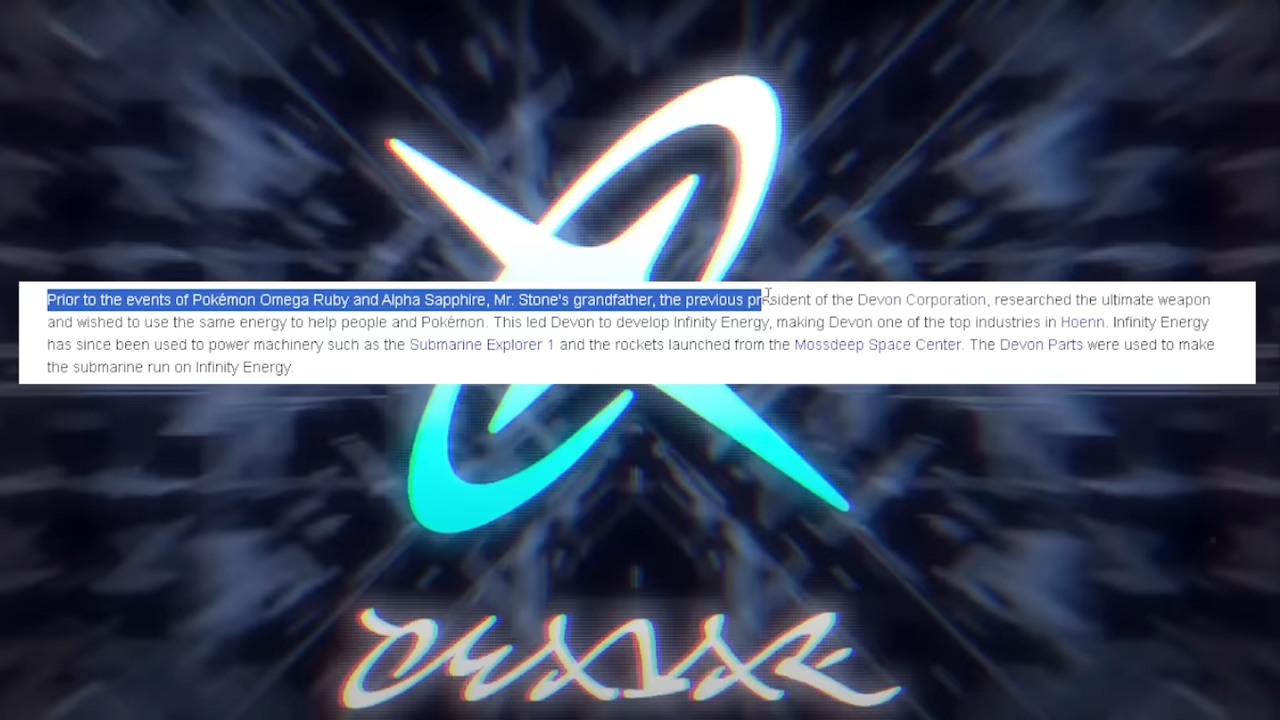 Prior to the events of Pokémon Omega Ruby and Alpha Sapphire, Mr. Stone's grandfather, the previous president of the Devon Corporation, researched the ultimate weapon
and wished to use the same energy to help people and Pokémon. This led Devon to develop Infinity Energy, making Devon one of the top industries in Hoenn. Infinity Energy
has since been used to power machinery such as the Submarine Explorer 1 and the rockets launched from the Mossdeep Space Center. The Devon Parts were used to make
the submarine run on Infinity Energy.